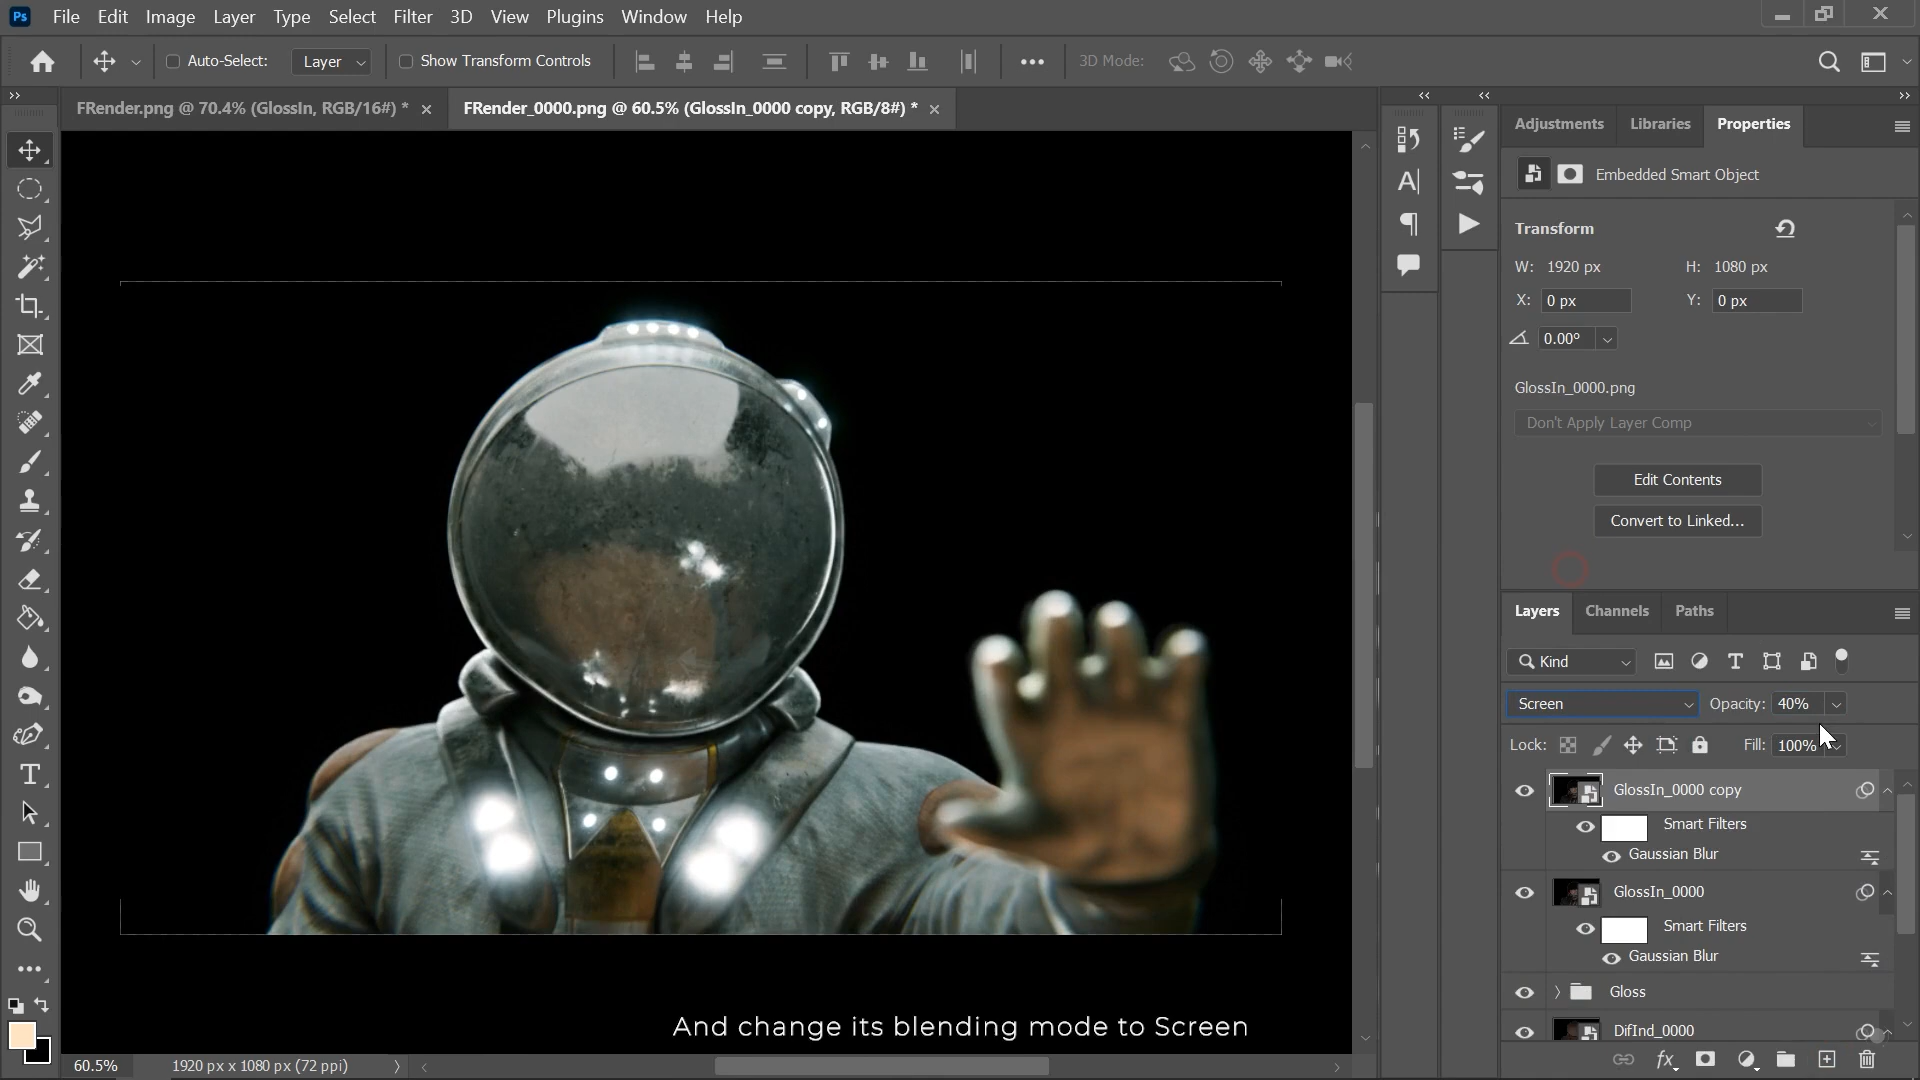 Ps File Edit Image Layer Type Select Filter 3D View Plugins Window Help
Auto-Select: Layer Show Transform Controls 3D Mode:
FRender.png @ 70.4% (GlossIn, RGB/16#) * FRender_0000.png @ 60.5% (GlossIn_0000 copy, RGB/8#) *
Adjustments Libraries Properties
Embedded Smart Object
Transform
W: 1920 px H: 1080 px
X: 0 px Y: 0 px
0.00°
GlossIn_0000.png
Don't Apply Layer Comp
Edit Contents
Convert to Linked...
Layers Channels Paths
Kind
Screen Opacity: 40%
Lock: Fill: 100%
GlossIn_0000 copy
Smart Filters
Gaussian Blur
GlossIn_0000
Smart Filters
Gaussian Blur
Gloss
DifInd_0000
And change its blending mode to Screen
60.5% 1920 px x 1080 px (72 ppi)